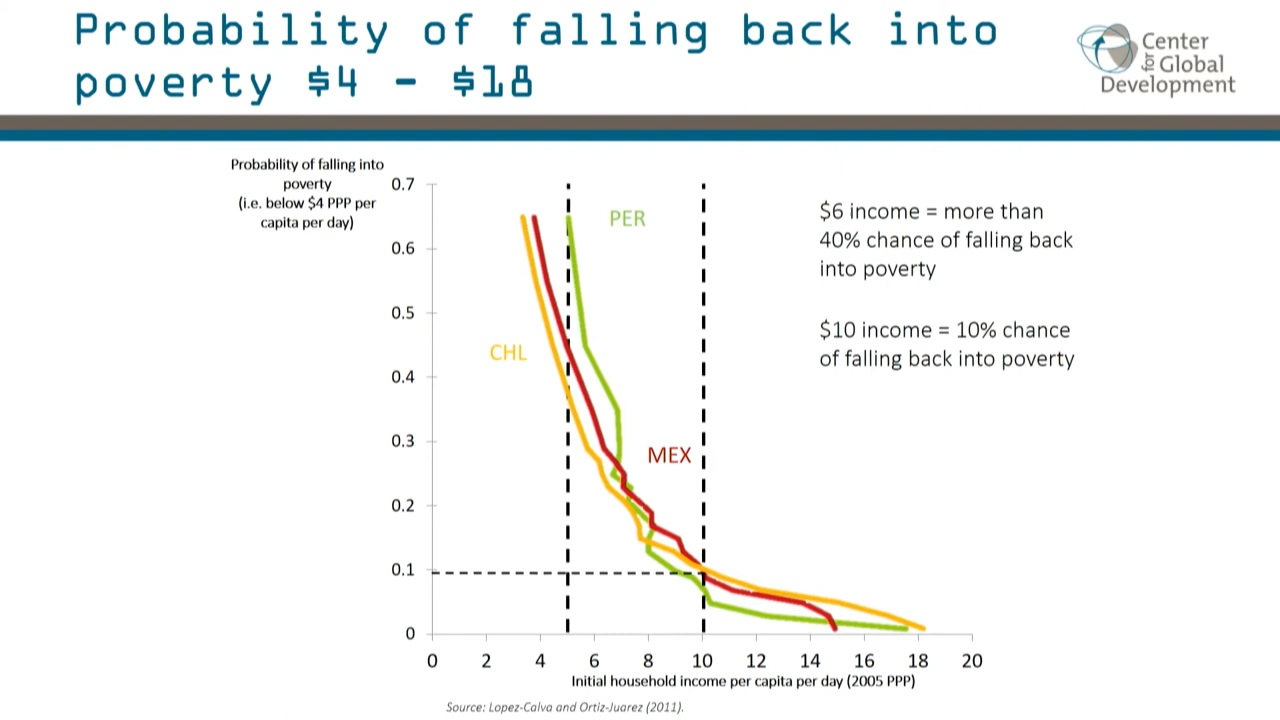 Probability of falling back into
poverty $4 – $18
Center
for Global
Development
Probability of falling into
poverty
(i.e. below $4 PPP per
capita per day)
0.7
0.6
0.5
0.4
0.3
0.2
0.1
0
PER
CHL
MEX
$6 income = more than
40% chance of falling back
into poverty
$10 income = 10% chance
of falling back into poverty
0 2 4 6 8 10 12 14 16 18 20
Initial household income per capita per day (2005 PPP)
Source: Lopez-Calva and Ortiz-Juarez (2011).